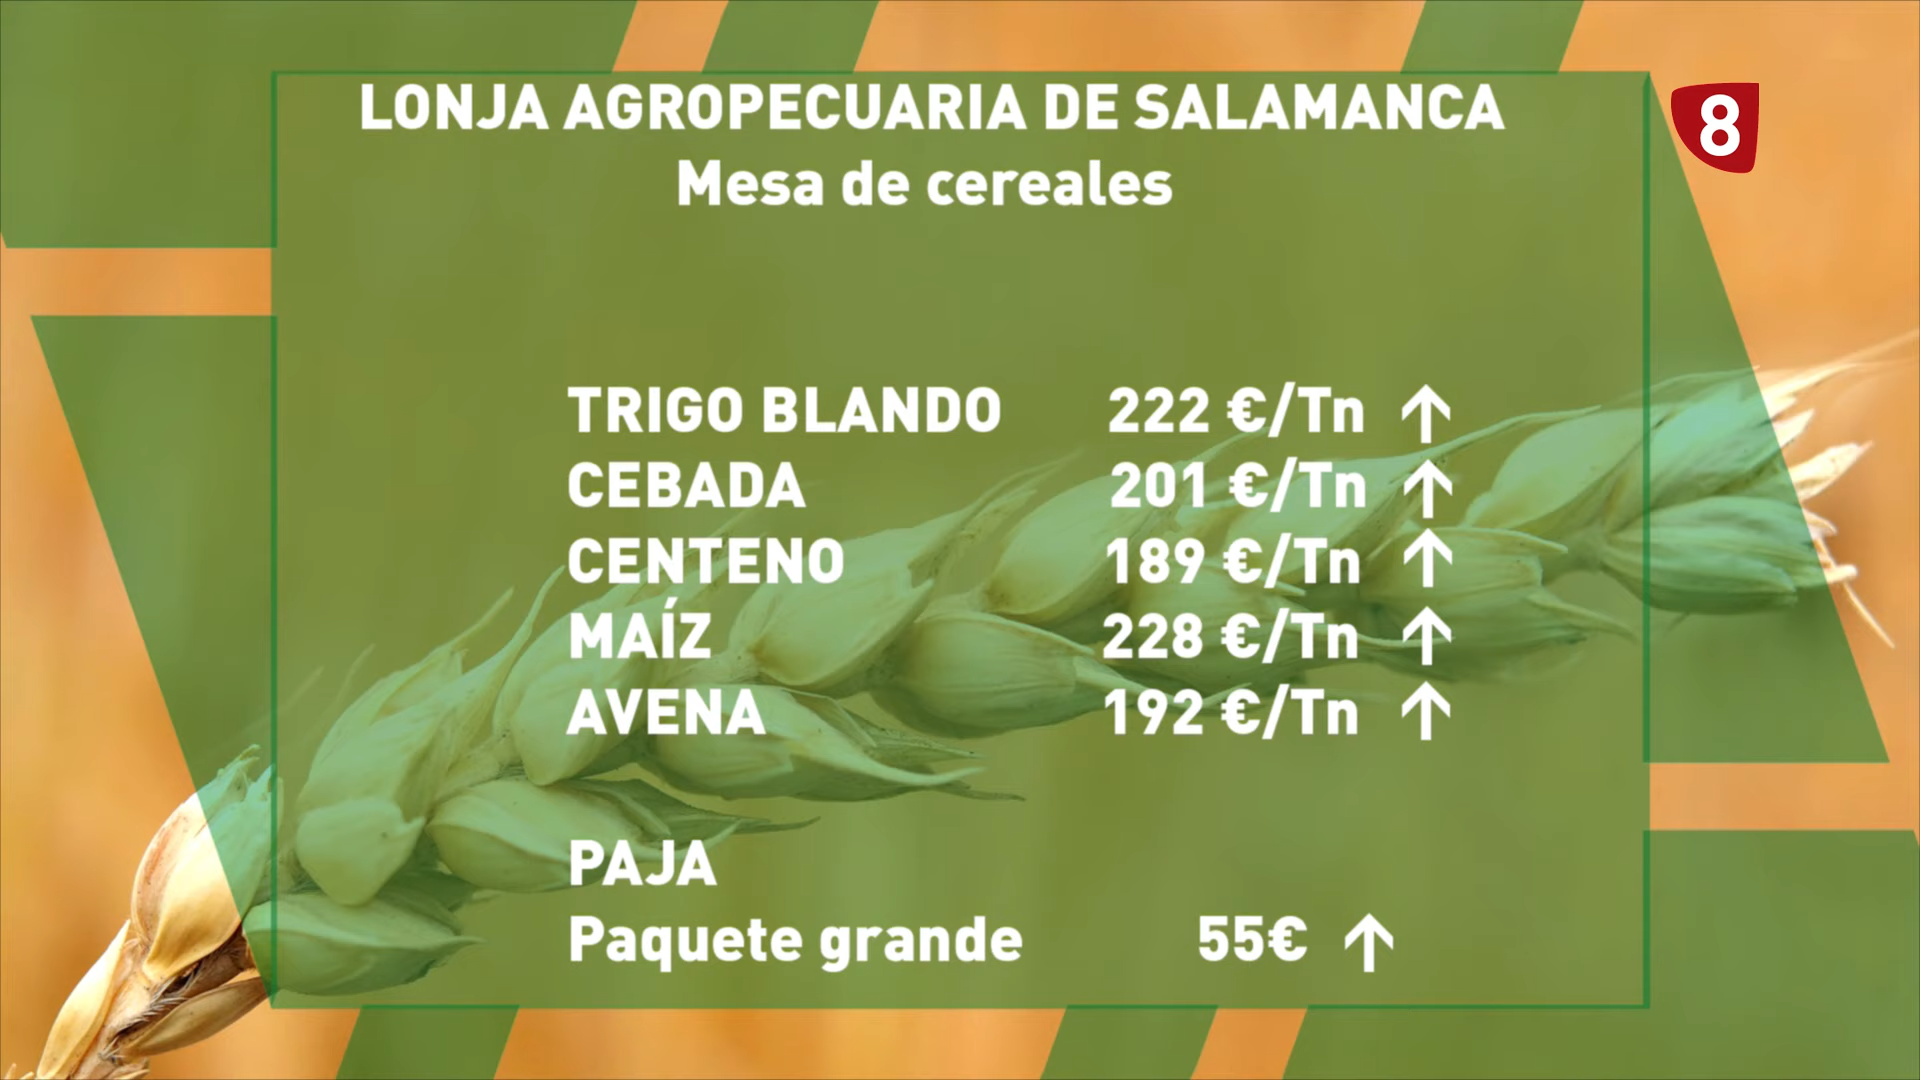 LONJA AGROPECUARIA DE SALAMANCA
8
Mesa de cereales
TRIGO BLANDO 222 €/Tn ↑
CEBADA 201 €/Tn ↑
CENTENO 189 €/Tn ↑
MAÍZ 228 €/Tn ↑
AVENA 192 €/Tn ↑
PAJA
Paquete grande 55€ ↑